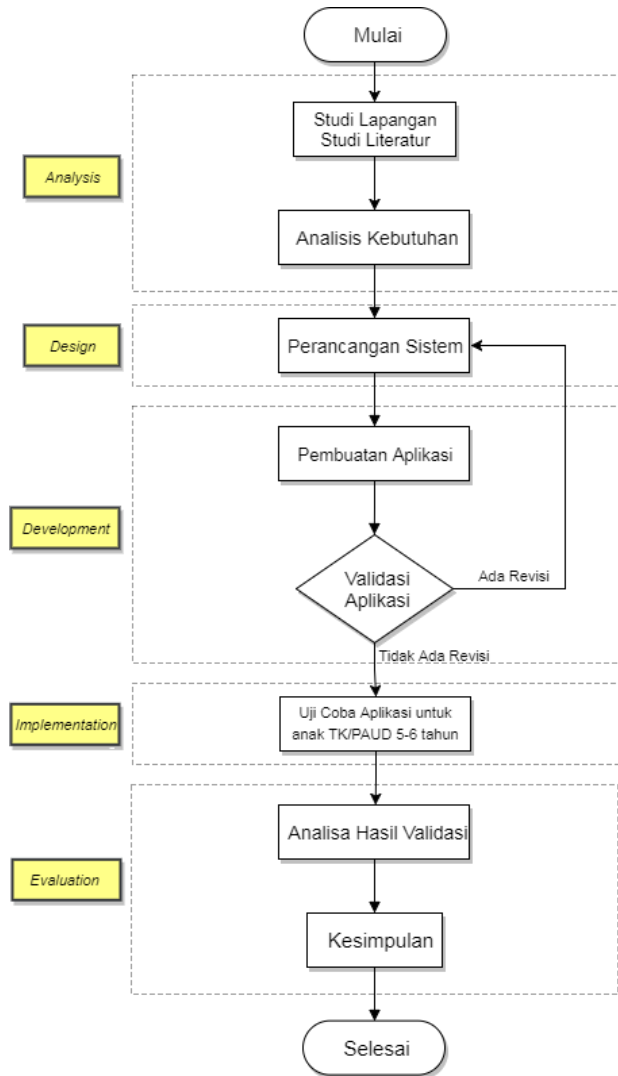 Mulai
Studi Lapangan
Studi Literatur
Analysis
Analisis Kebutuhan
Design
Perancangan Sistem
Pembuatan Aplikasi
Development
Validasi
Aplikasi
Ada Revisi
Tidak Ada Revisi
Implementation
Uji Coba Aplikasi untuk
anak TK/PAUD 5-6 tahun
Analisa Hasil Validasi
Evaluation
Kesimpulan
Selesai